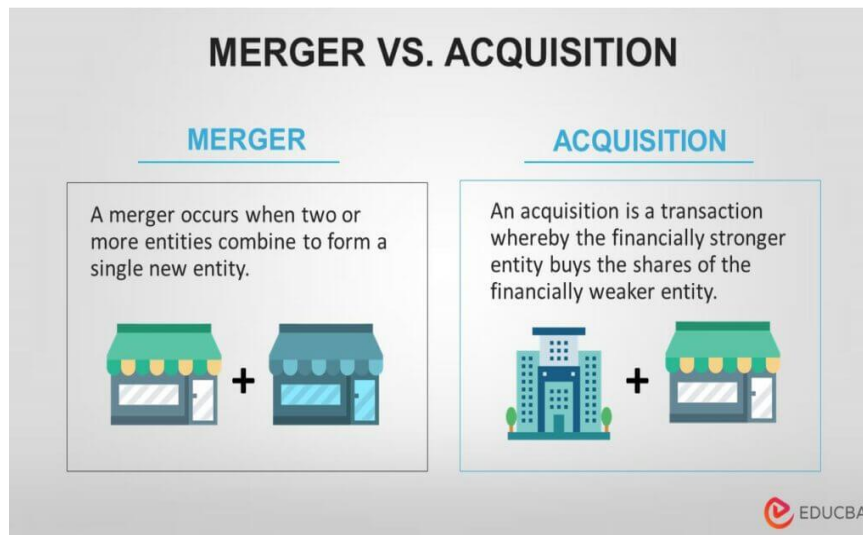 MERGER VS. ACQUISITION
MERGER
A merger occurs when two or
more entities combine to form a
single new entity.
+
ACQUISITION
An acquisition is a transaction
whereby the financially stronger
entity buys the shares of the
financially weaker entity.
+
EDUCBA